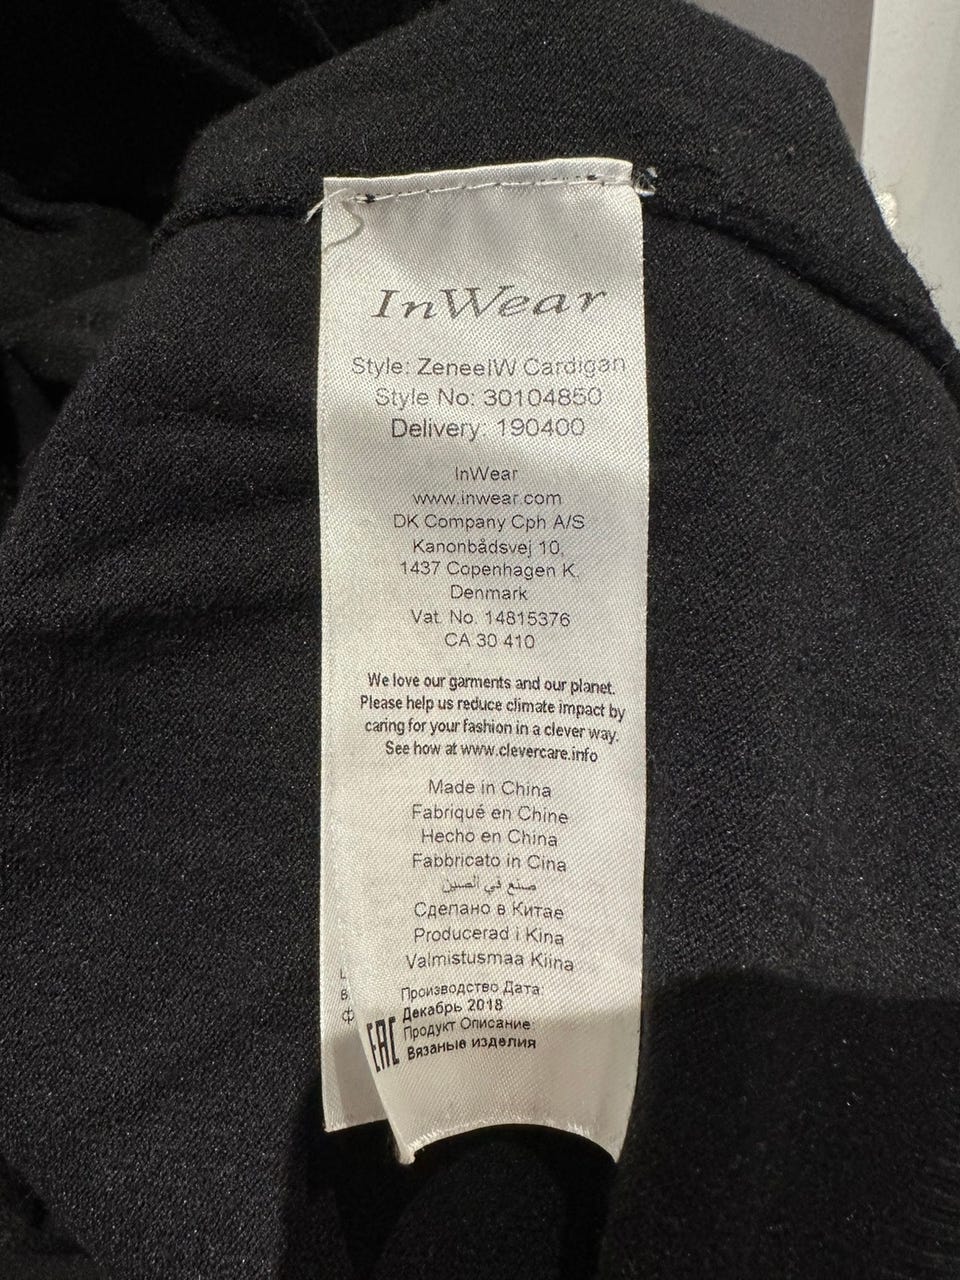 InWear
Style: ZeneeIW Cardigan
Style No: 30104850
Delivery: 190400
InWear
www.inwear.com
DK Company Cph A/S
Kanonbådsvej 10,
1437 Copenhagen K.
Denmark
Vat. No. 14815376
CA 30 410
We love our garments and our planet.
Please help us reduce climate impact by
caring for your fashion in a clever way.
See how at www.clevercare.info
Made in China
Fabriqué en Chine
Hecho en China
Fabbricato in Cina
صنع في الصين
Сделано в Китае
Producerad i Kina
Valmistusmaa Kiina
Производство Дата:
Декабрь 2018
Продукт Описание:
Вязаные изделия
EAC